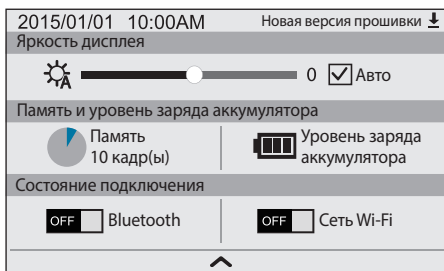 2015/01/01 10:00AM Новая версия прошивки
Яркость дисплея
A 0 Авто
Память и уровень заряда аккумулятора
Память
10 кадр(ы)
Уровень заряда
аккумулятора
Состояние подключения
OFF Bluetooth OFF Сеть Wi-Fi